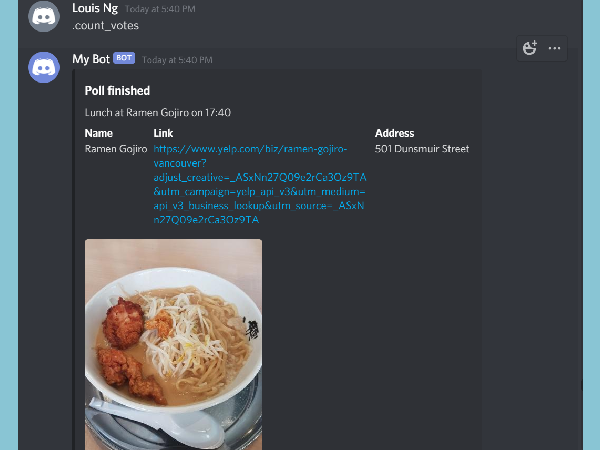 Louis Ng Today at 5:40 PM
.count_votes
My Bot BOT Today at 5:40 PM
Poll finished
Lunch at Ramen Gojiro on 17:40
Name Link Address
Ramen Gojiro https://www.yelp.com/biz/ramen-gojiro- 501 Dunsmuir Street
vancouver?
adjust_creative=_ASxNn27Q09e2rCa3Oz9TA
&utm_campaign=yelp_api_v3&utm_medium=
api_v3_business_lookup&utm_source=_ASxN
n27Q09e2rCa3Oz9TA